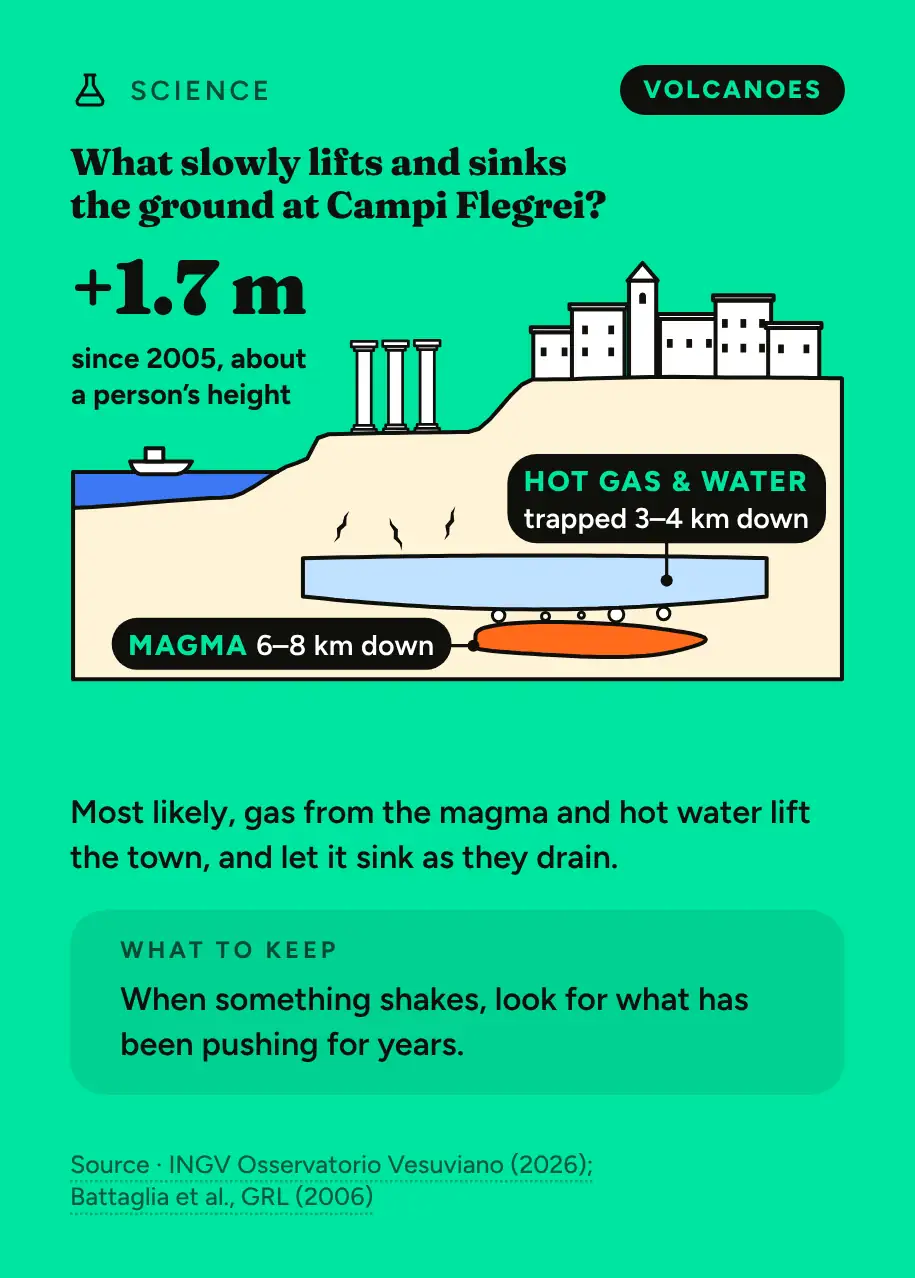 SCIENCE
VOLCANOES
What slowly lifts and sinks
the ground at Campi Flegrei?
+1.7 m
since 2005, about
a person’s height
HOT GAS & WATER
trapped 3–4 km down
MAGMA 6–8 km down
Most likely, gas from the magma and hot water lift
the town, and let it sink as they drain.
WHAT TO KEEP
When something shakes, look for what has
been pushing for years.
Source · INGV Osservatorio Vesuviano (2026);
Battaglia et al., GRL (2006)